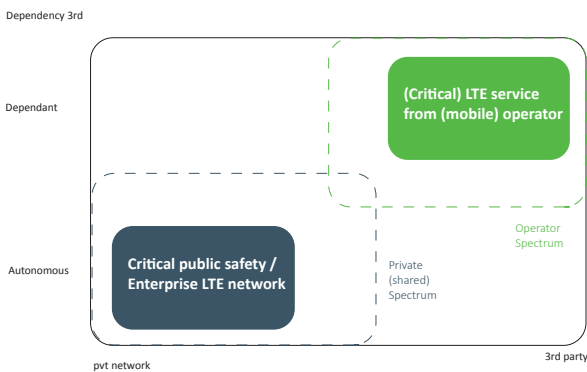 Dependency 3rd
Dependant
(Critical) LTE service
from (mobile) operator
Operator
Spectrum
Autonomous
Critical public safety /
Enterprise LTE network
Private
(shared)
Spectrum
3rd party
pvt network